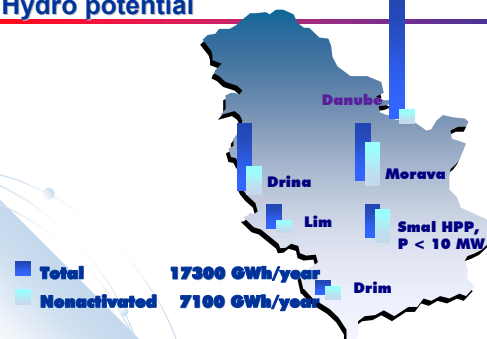 Hydro potential
Danube
Drina
Morava
Lim
Smal HPP,
P < 10 MW
Total 17300 GWh/year
Nonactivated 7100 GWh/year
Drim